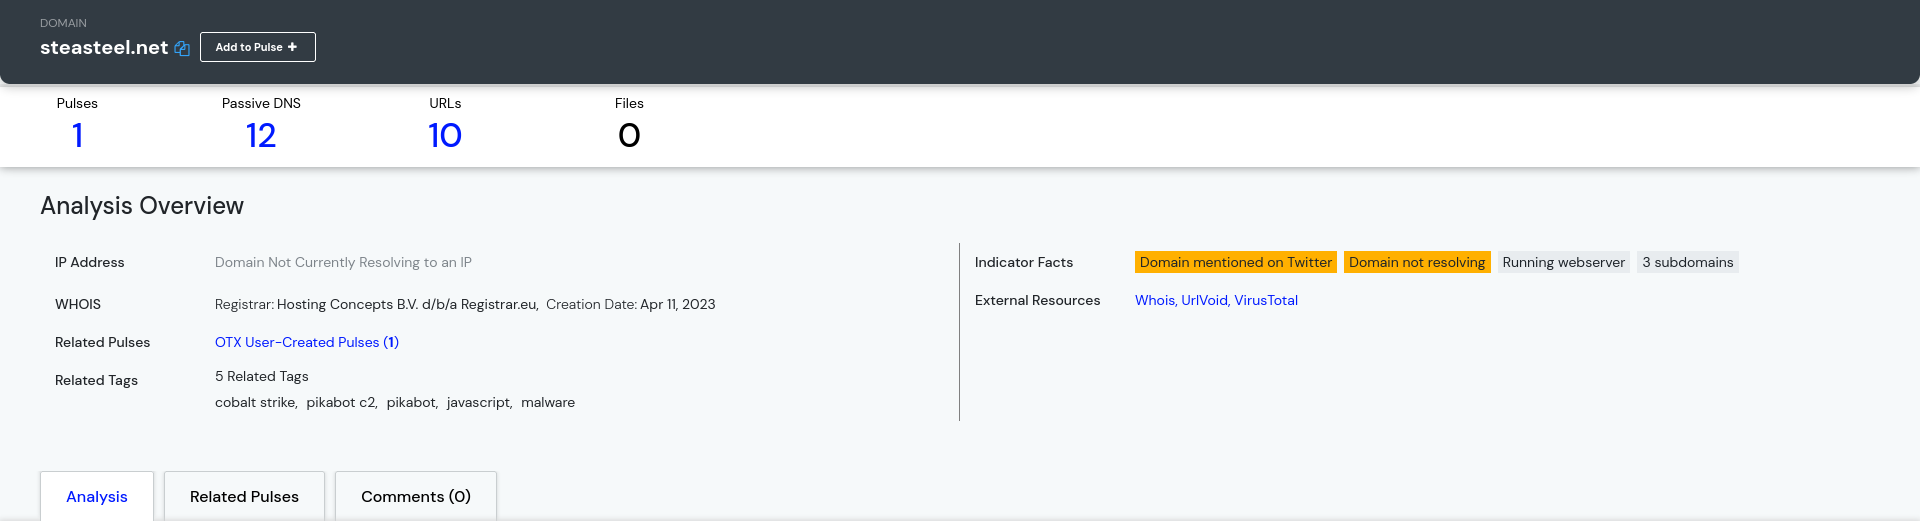 DOMAIN
steasteel.net Add to Pulse +
Pulses Passive DNS URLs Files
1 12 10 0
Analysis Overview
IP Address Domain Not Currently Resolving to an IP
WHOIS Registrar: Hosting Concepts B.V. d/b/a Registrar.eu, Creation Date: Apr 11, 2023
Related Pulses OTX User-Created Pulses (1)
Related Tags 5 Related Tags
cobalt strike, pikabot c2, pikabot, javascript, malware
Indicator Facts Domain mentioned on Twitter Domain not resolving Running webserver 3 subdomains
External Resources Whois, UrlVoid, VirusTotal
Analysis Related Pulses Comments (0)